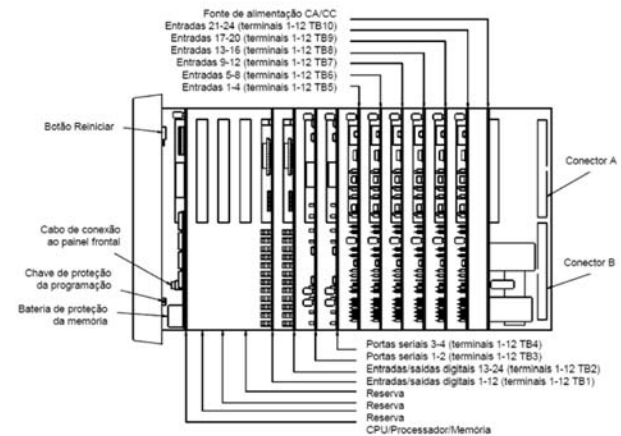 Fonte de alimentação CA/CC
Entradas 21-24 (terminais 1-12 TB10)
Entradas 17-20 (terminais 1-12 TB9)
Entradas 13-16 (terminais 1-12 TB8)
Entradas 9-12 (terminais 1-12 TB7)
Entradas 5-8 (terminais 1-12 TB6)
Entradas 1-4 (terminais 1-12 TB5)
Botão Reiniciar
Conector A
Cabo de conexão
ao painel frontal
Conector B
Chave de proteção
da programação
Bateria de proteção
da memória
Portas seriais 3-4 (terminais 1-12 TB4)
Portas seriais 1-2 (terminais 1-12 TB3)
Entradas/saídas digitais 13-24 (terminais 1-12 TB2)
Entradas/saídas digitais 1-12 (terminais 1-12 TB1)
Reserva
Reserva
Reserva
CPU/Processador/Memória